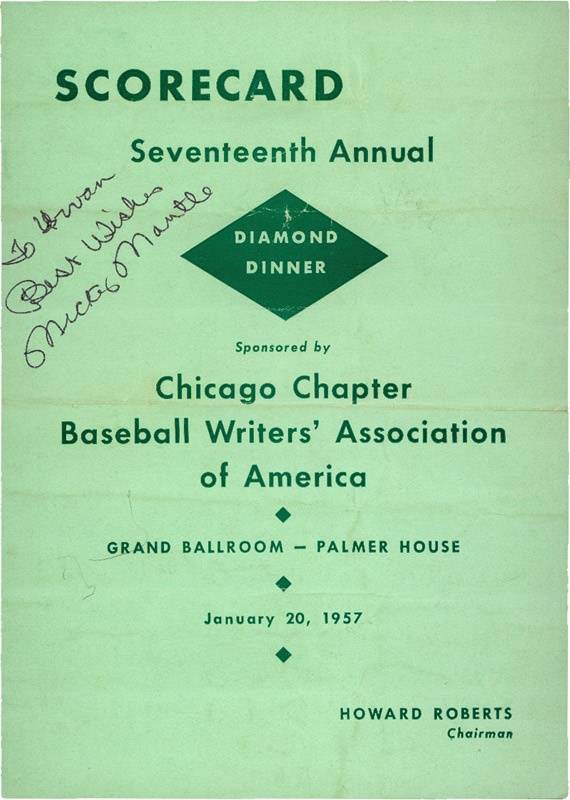 SCORECARD
Seventeenth Annual
To Urvan
Best Wishes
Mickey Mantle
DIAMOND
DINNER
Sponsored by
Chicago Chapter
Baseball Writers' Association
of America
GRAND BALLROOM — PALMER HOUSE
January 20, 1957
HOWARD ROBERTS
Chairman